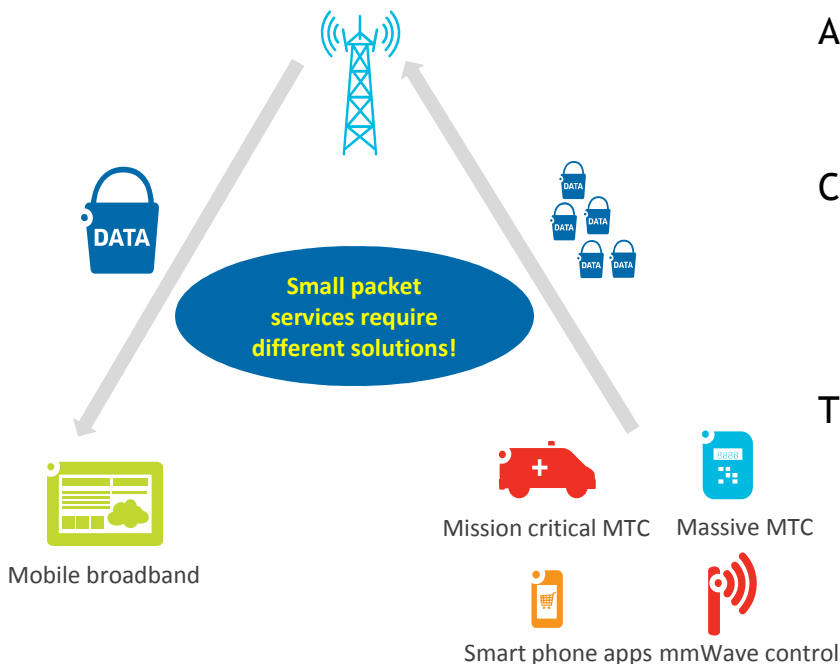 A
DATA
DATA
C
DATA
DATA
DATA
DATA
Small packet
services require
different solutions!
T
8888
Mission critical MTC
Massive MTC
Mobile broadband
Smart phone apps
mmWave control